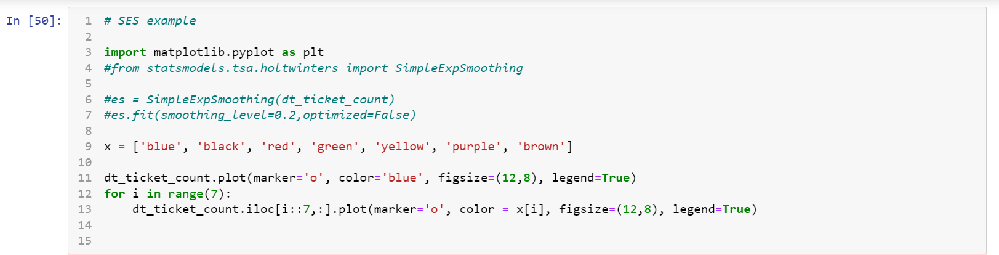 In [50]:
1 # SES example
2
3 import matplotlib.pyplot as plt
4 #from statsmodels.tsa.holtwinters import SimpleExpSmoothing
5
6 #es = SimpleExpSmoothing(dt_ticket_count)
7 #es.fit(smoothing_level=0.2,optimized=False)
8
9 x = ['blue', 'black', 'red', 'green', 'yellow', 'purple', 'brown']
10
11 dt_ticket_count.plot(marker='o', color='blue', figsize=(12,8), legend=True)
12 for i in range(7):
13     dt_ticket_count.iloc[i::7,:].plot(marker='o', color = x[i], figsize=(12,8), legend=True)
14
15